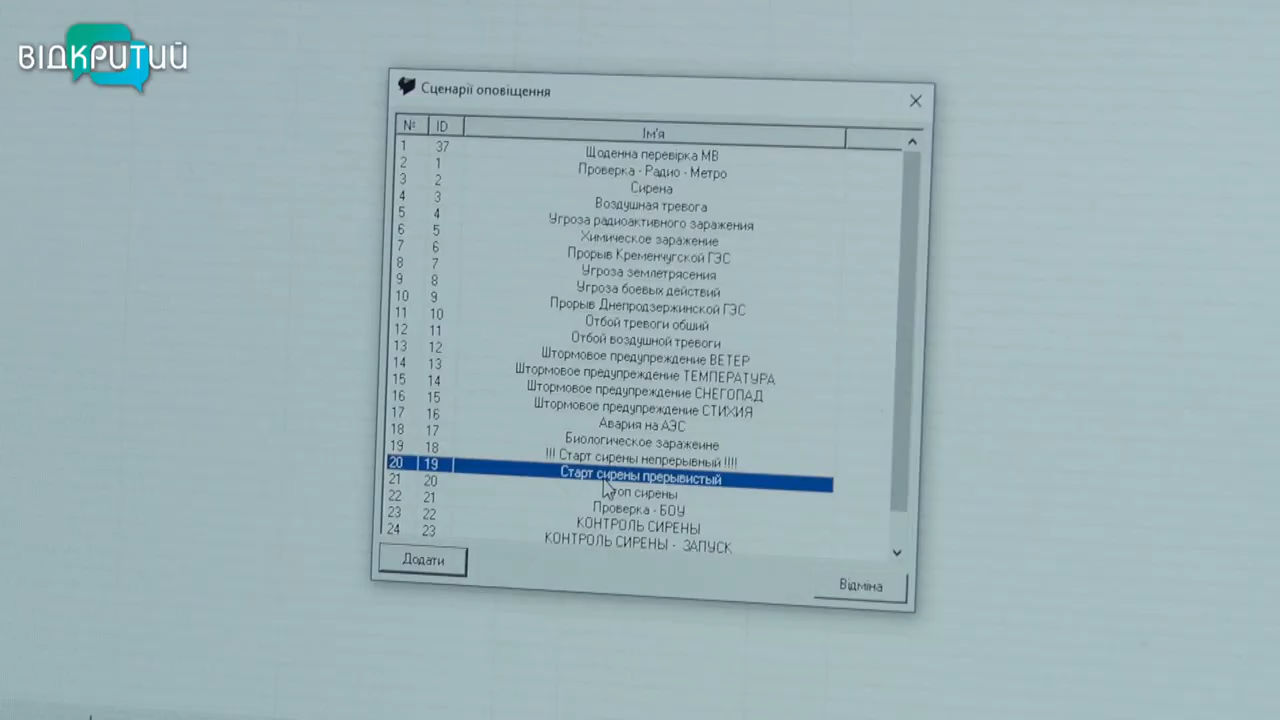 ВІДКРИТИЙ
Сценарії оповіщення
№ ID Ім'я
1 37 Щоденна перевірка МВ
2 1 Проверка - Радио - Метро
3 2 Сирена
4 3 Воздушная тревога
5 4 Угроза радиоактивного заражения
6 5 Химическое заражение
7 6 Прорыв Кременчугской ГЭС
8 7 Угроза землетрясения
9 8 Угроза боевых действий
10 9 Прорыв Днепродзержинской ГЭС
11 10 Отбой тревоги обший
12 11 Отбой воздушной тревоги
13 12 Штормовое предупреждение ВЕТЕР
14 13 Штормовое предупреждение ТЕМПЕРАТУРА
15 14 Штормовое предупреждение СНЕГОПАД
16 15 Штормовое предупреждение СТИХИЯ
17 16 Авария на АЭС
18 17 Биологическое заражеине
19 18 !!! Старт сирены непрерывный !!!!
20 19 Старт сирены прерывистый
21 20 топ сирены
22 21 Проверка - БОУ
23 22 КОНТРОЛЬ СИРЕНЫ
24 23 КОНТРОЛЬ СИРЕНЫ - ЗАПУСК
Додати
Відміна